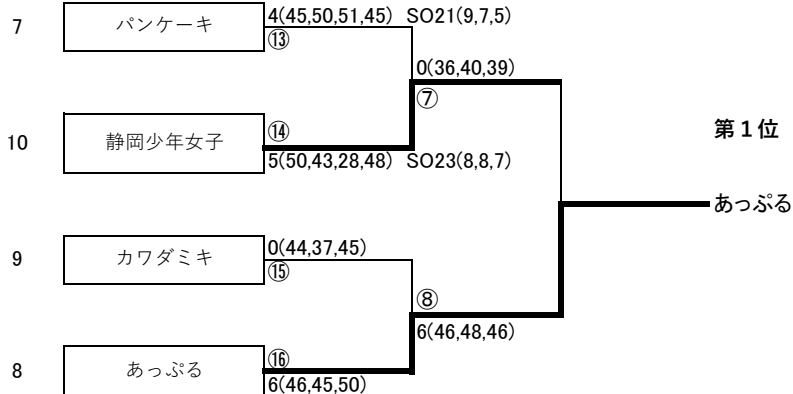 7
パンケーキ
4(45,50,51,45) SO21(9,7,5)
⑬
0(36,40,39)
⑦
10
静岡少年女子
⑭
5(50,43,28,48) SO23(8,8,7)
第1位
あっぷる
9
カワダミキ
0(44,37,45)
⑮
⑧
6(46,48,46)
8
あっぷる
⑯
6(46,45,50)